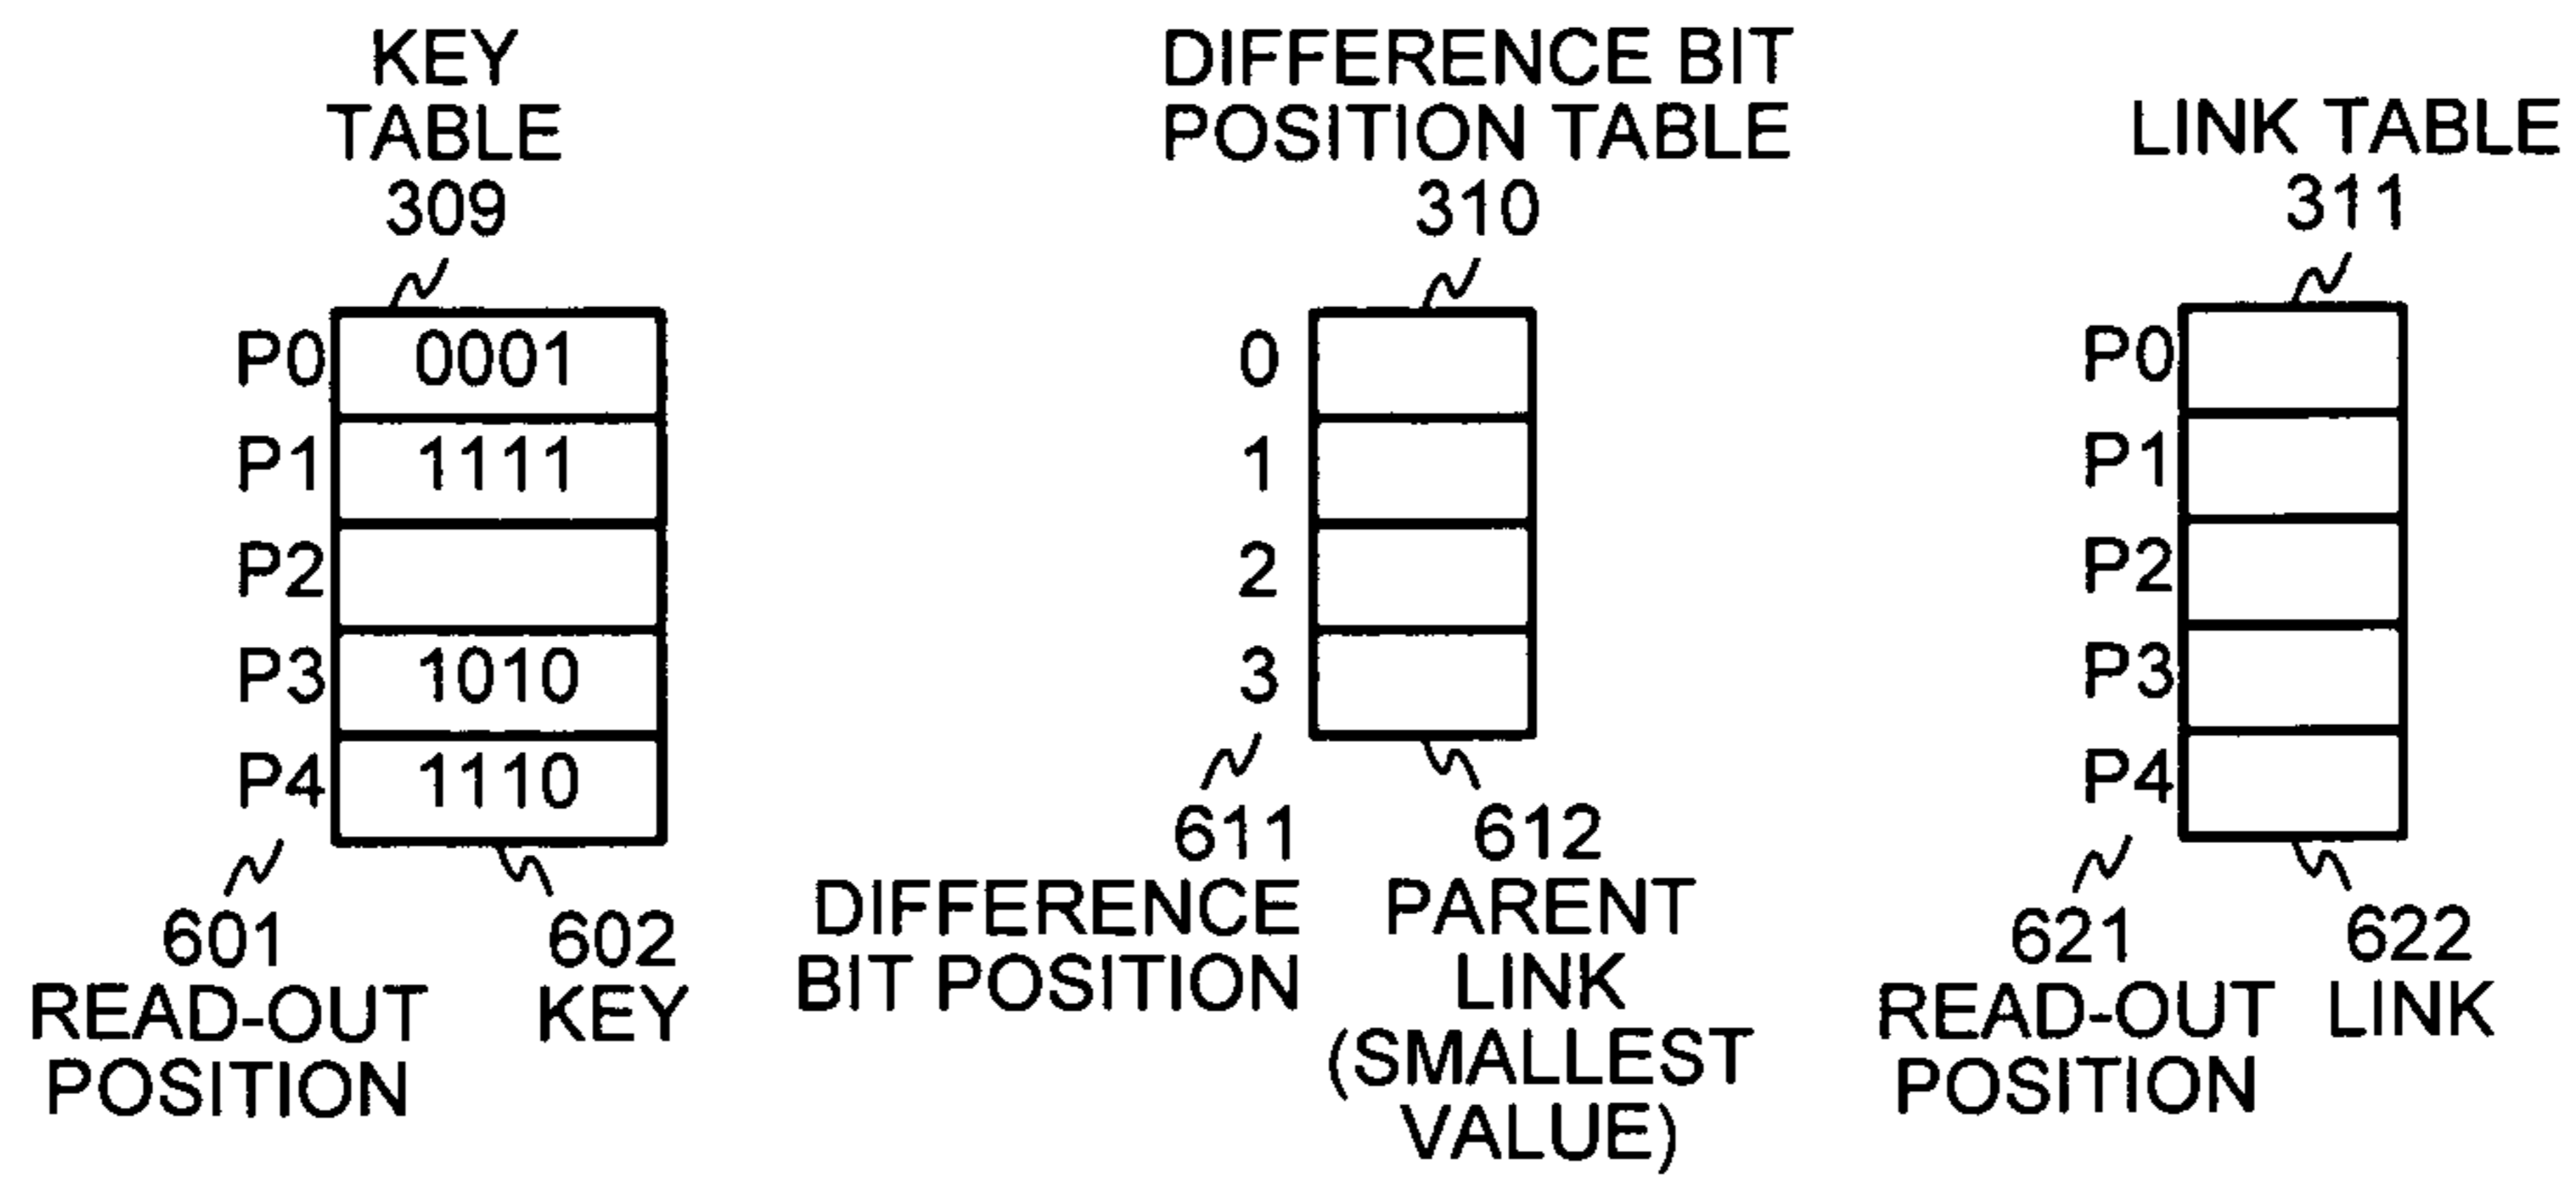 KEY
TABLE
309
P0 0001
P1 1111
P2
P3 1010
P4 1110
601
READ-OUT
POSITION
602
KEY
DIFFERENCE BIT
POSITION TABLE
310
0
1
2
3
611
DIFFERENCE
BIT POSITION
612
PARENT
LINK
(SMALLEST
VALUE)
LINK TABLE
311
P0
P1
P2
P3
P4
621
READ-OUT
POSITION
622
LINK